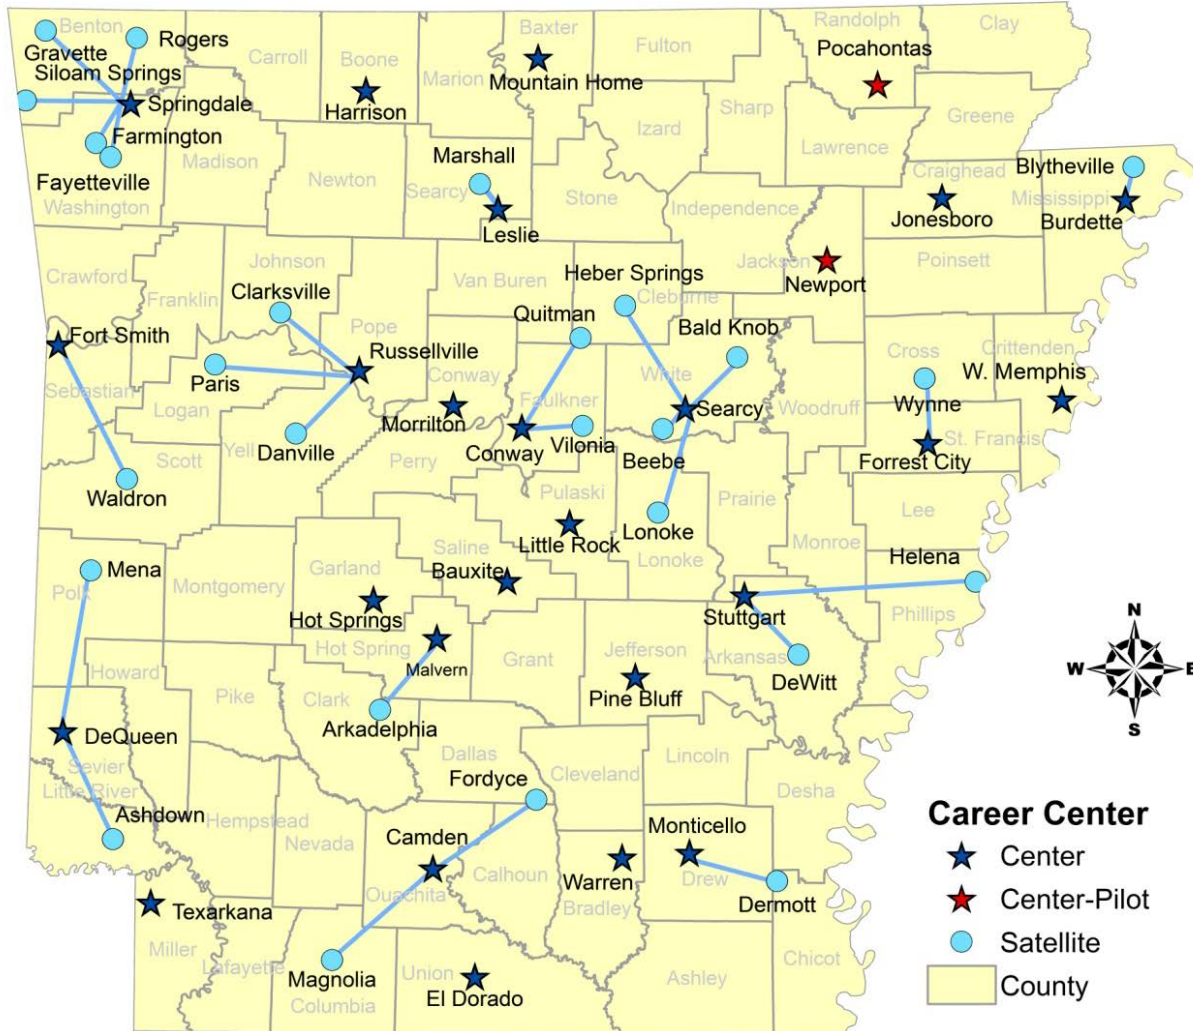 Benton
Gravette
Rogers
Siloam Springs
Springdale
Farmington
Fayetteville
Washington
Carroll
Madison
Boone
Harrison
Marion
Baxter
Mountain Home
Fulton
Randolph
Pocahontas
Clay
Sharp
Izard
Lawrence
Greene
Newton
Marshall
Searcy
Leslie
Stone
Independence
Craighead
Jonesboro
Blytheville
Mississippi
Burdette
Crawford
Franklin
Johnson
Clarksville
Van Buren
Heber Springs
Cleburne
Jackson
Newport
Poinsett
Fort Smith
Sebastian
Paris
Logan
Pope
Russellville
Conway
Morrilton
Quitman
Faulkner
Conway
Vilonia
Bald Knob
White
Searcy
Beebe
Woodruff
Cross
Wynne
Crittenden
W. Memphis
St. Francis
Forrest City
Scott
Waldron
Yell
Danville
Perry
Pulaski
Little Rock
Lonoke
Lonoke
Prairie
Monroe
Lee
Helena
Phillips
Mena
Polk
Montgomery
Garland
Hot Springs
Saline
Bauxite
Hot Spring
Malvern
Grant
Jefferson
Pine Bluff
Stuttgart
Arkansas
DeWitt
Howard
Pike
Clark
Arkadelphia
DeQueen
Sevier
Little River
Ashdown
Hempstead
Nevada
Dallas
Fordyce
Cleveland
Lincoln
Desha
Camden
Ouachita
Calhoun
Warren
Bradley
Monticello
Drew
Dermott
Texarkana
Miller
Lafayette
Magnolia
Columbia
Union
El Dorado
Ashley
Chicot
N
W
E
S
Career Center
Center
Center-Pilot
Satellite
County